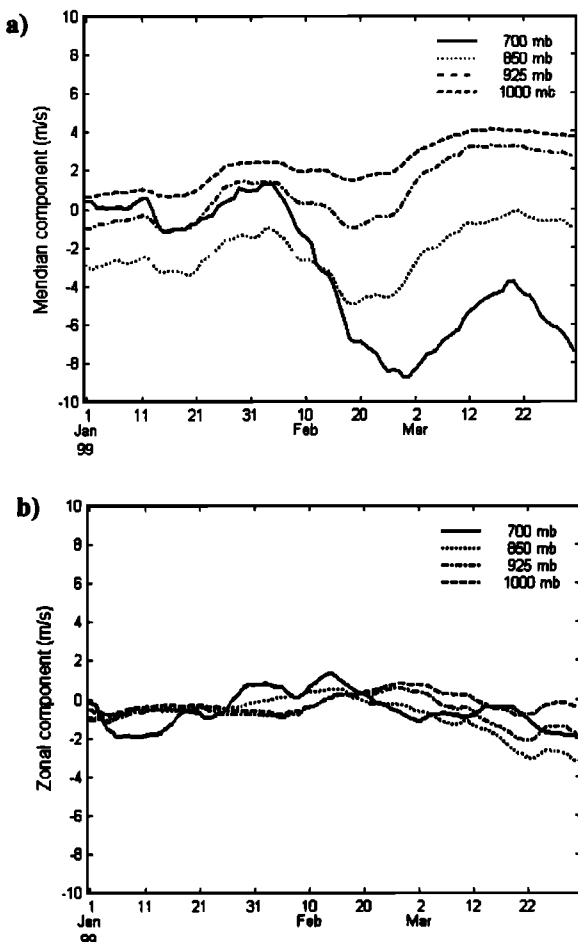 a)
10
8
6
4
2
0
-2
-4
-6
-8
-10
Meridian component (m/s)
700 mb
850 mb
925 mb
1000 mb
1 11 21 31 10 20 2 12 22
Jan Feb Mar
99
b)
10
8
6
4
2
0
-2
-4
-6
-8
-10
Zonal component (m/s)
700 mb
850 mb
925 mb
1000 mb
1 11 21 31 10 20 2 12 22
Jan Feb Mar
99